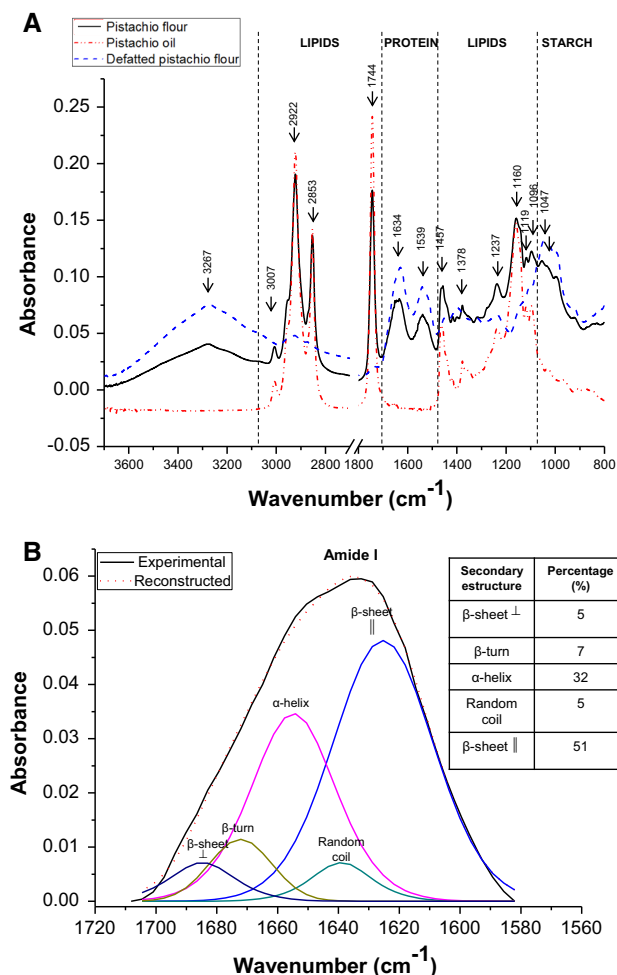 A
Pistachio flour
Pistachio oil
Defatted pistachio flour
LIPIDS
PROTEIN
LIPIDS
STARCH
3267
3007
2922
2853
1744
1634
1539
1457
1378
1237
1160
1119
1096
1047
0.25
0.20
0.15
0.10
0.05
0.00
-0.05
Absorbance
3600 3400 3200 3000 2800 1800 1600 1400 1200 1000 800
Wavenumber (cm-1)
B
Experimental
Reconstructed
Amide I
β-sheet
||
α-helix
β-turn
β-sheet
⊥
Random
coil
Secondary estructure Percentage (%)
β-sheet ⊥ 5
β-turn 7
α-helix 32
Random coil 5
β-sheet || 51
0.06
0.05
0.04
0.03
0.02
0.01
0.00
Absorbance
1720 1700 1680 1660 1640 1620 1600 1580 1560
Wavenumber (cm-1)